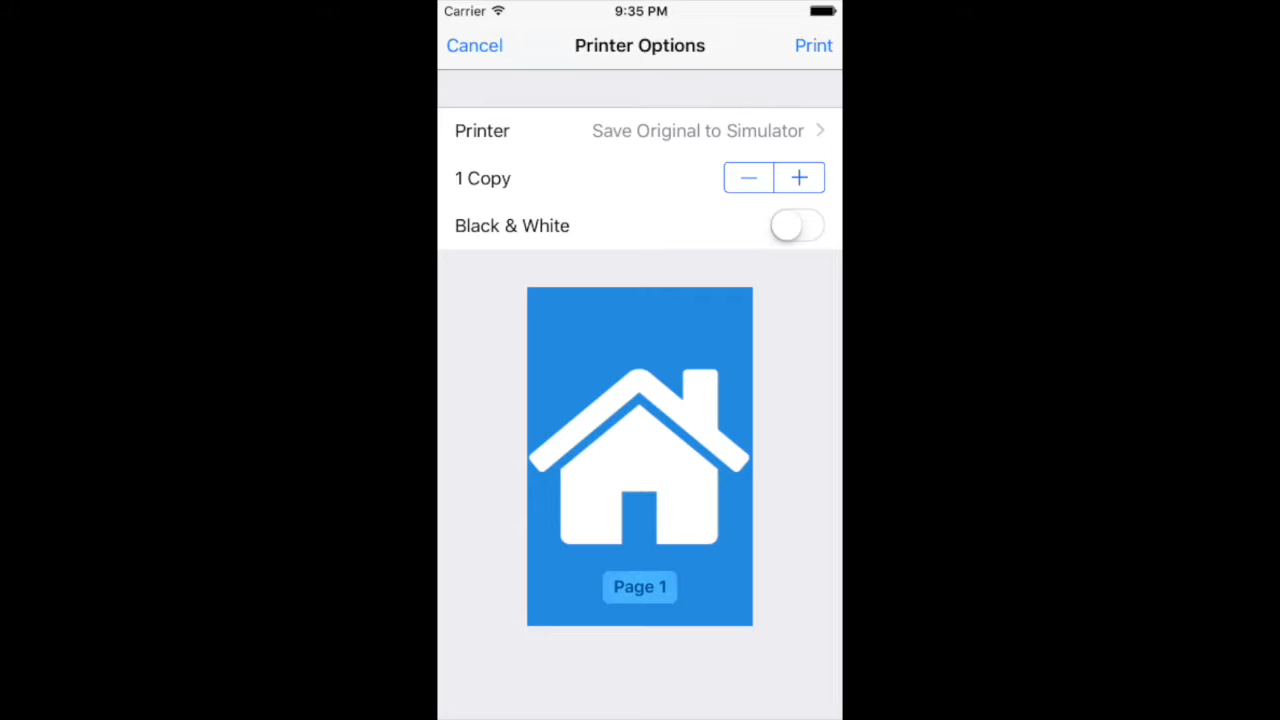 Carrier 9:35 PM
Cancel Printer Options Print
Printer Save Original to Simulator
1 Copy
Black & White
Page 1